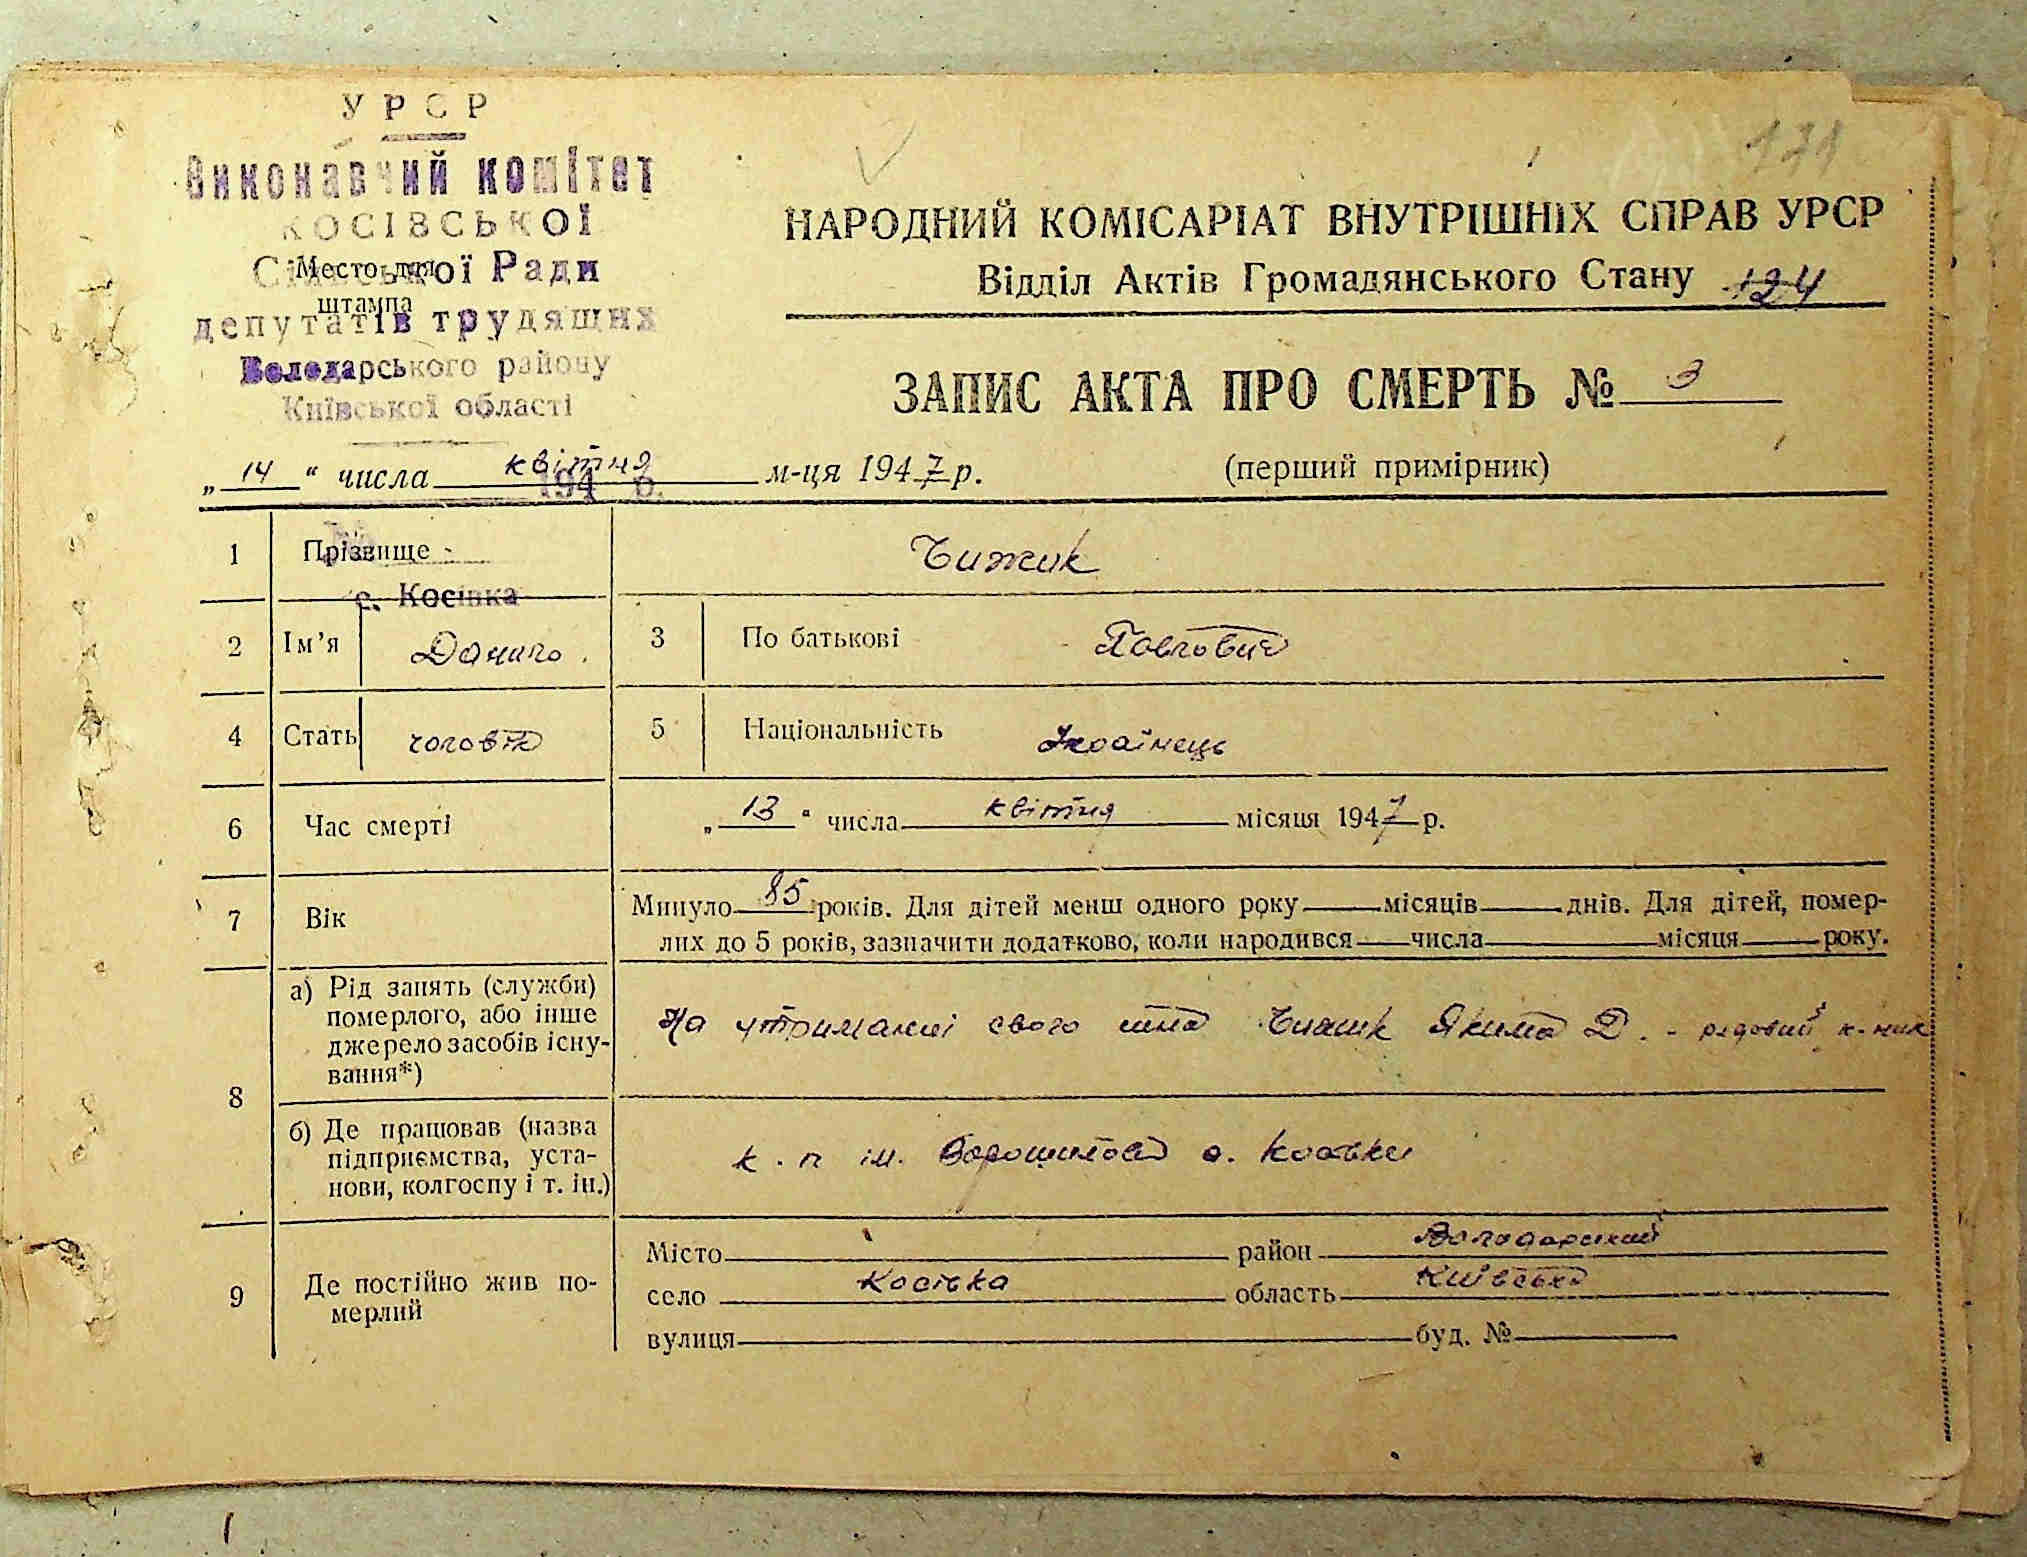 УРСР
Виконавчий комітет
КОСІВСЬКОЇ
Сільської Ради
Место для
штампа
депутатів трудящих
Володарського району
Київської області
194 р.
с. Косівка
171
НАРОДНИЙ КОМІСАРІАТ ВНУТРІШНІХ СПРАВ УРСР
Відділ Актів Громадянського Стану 124
ЗАПИС АКТА ПРО СМЕРТЬ № 3
„14“ числа квітня м-ця 1947 р. (перший примірник)
1 Прізвище Чижик
2 Ім'я Данило. 3 По батькові Павлович
4 Стать чоловік 5 Національність Українець
6 Час смерті „13“ числа квітня місяця 1947 р.
7 Вік Минуло 85 років. Для дітей менш одного року місяців днів. Для дітей, помер-
лих до 5 років, зазначити додатково, коли народився числа місяця року.
8 а) Рід занять (служби)
померлого, або інше
джерело засобів існу-
вання*)
На утриманні свого сина Чижик Якима Д. - рядовий к-ник
б) Де працював (назва
підприємства, уста-
нови, колгоспу і т. ін.)
к-п ім. Ворошилова с. Косівки
9 Де постійно жив по-
мерлий
Місто район Володарський
село Косівка область Київська
вулиця буд. №